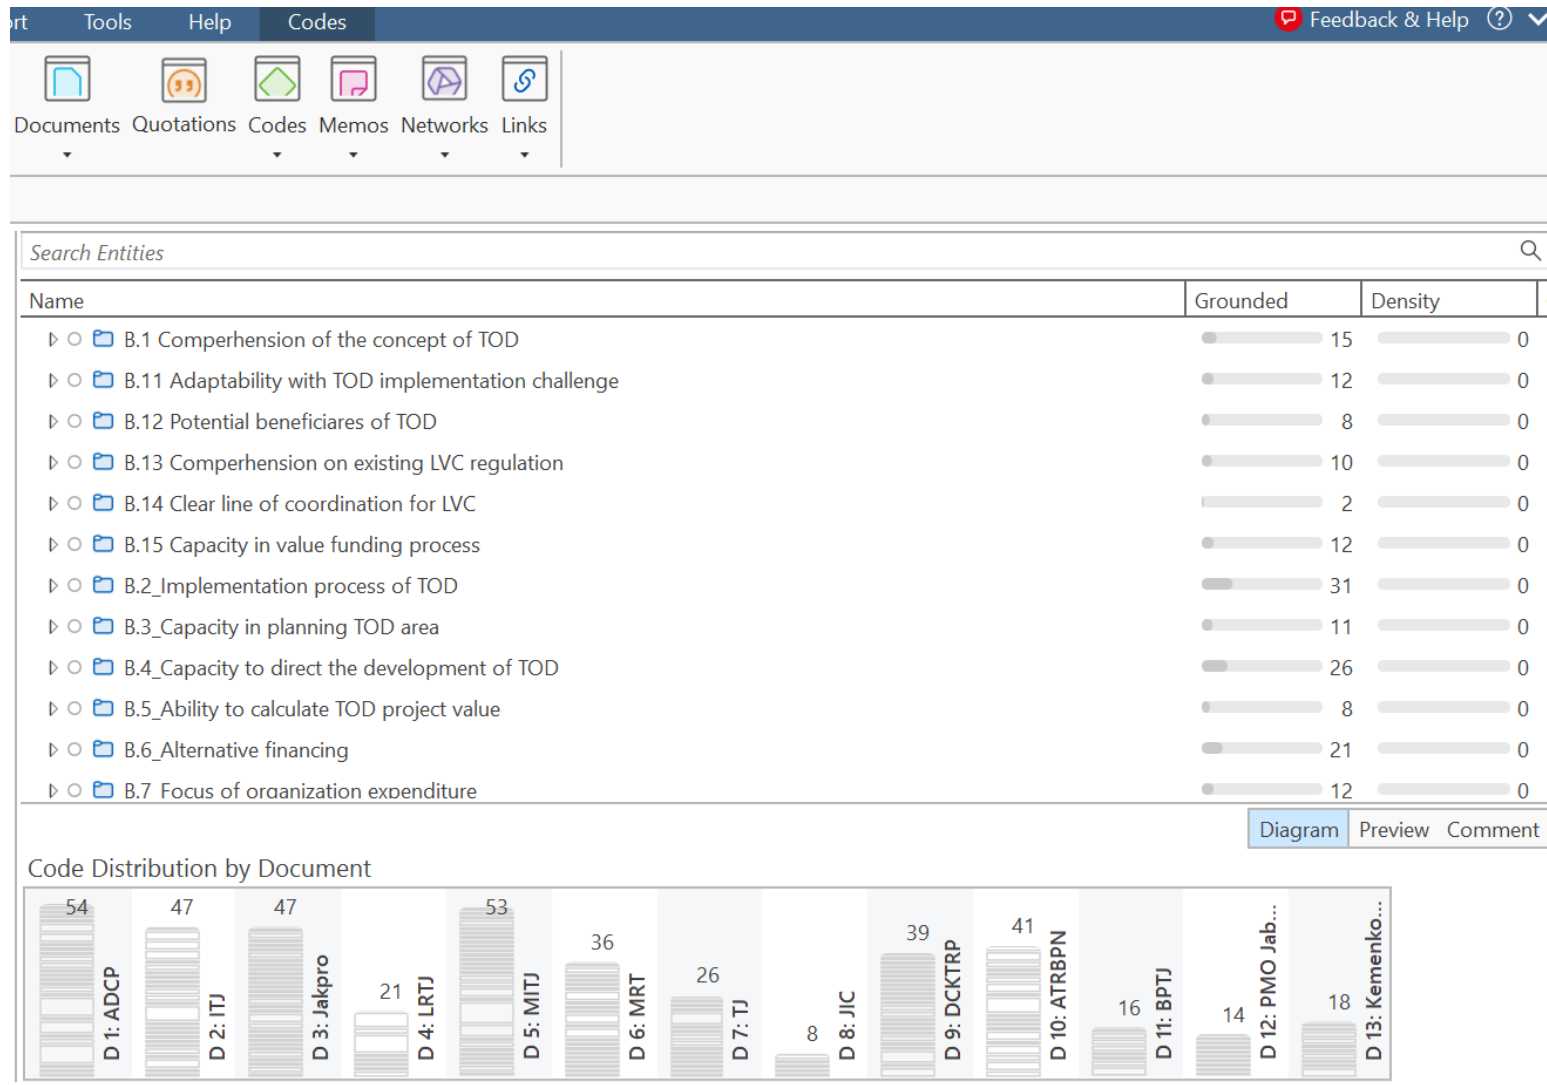 Tools Help Codes Feedback & Help
Documents Quotations Codes Memos Networks Links
Search Entities
Name Grounded Density
B.1 Comperhension of the concept of TOD 15 0
B.11 Adaptability with TOD implementation challenge 12 0
B.12 Potential beneficiares of TOD 8 0
B.13 Comperhension on existing LVC regulation 10 0
B.14 Clear line of coordination for LVC 2 0
B.15 Capacity in value funding process 12 0
B.2_Implementation process of TOD 31 0
B.3_Capacity in planning TOD area 11 0
B.4_Capacity to direct the development of TOD 26 0
B.5_Ability to calculate TOD project value 8 0
B.6_Alternative financing 21 0
B.7 Focus of organization expenditure 12 0
Diagram Preview Comment
Code Distribution by Document
54 D 1: ADCP
47 D 2: ITJ
47 D 3: Jakpro
21 D 4: LRTJ
53 D 5: MITJ
36 D 6: MRT
26 D 7: TJ
8 D 8: JIC
39 D 9: DCKTRP
41 D 10: ATRBPN
16 D 11: BPTJ
14 D 12: PMO Jab...
18 D 13: Kemenko...